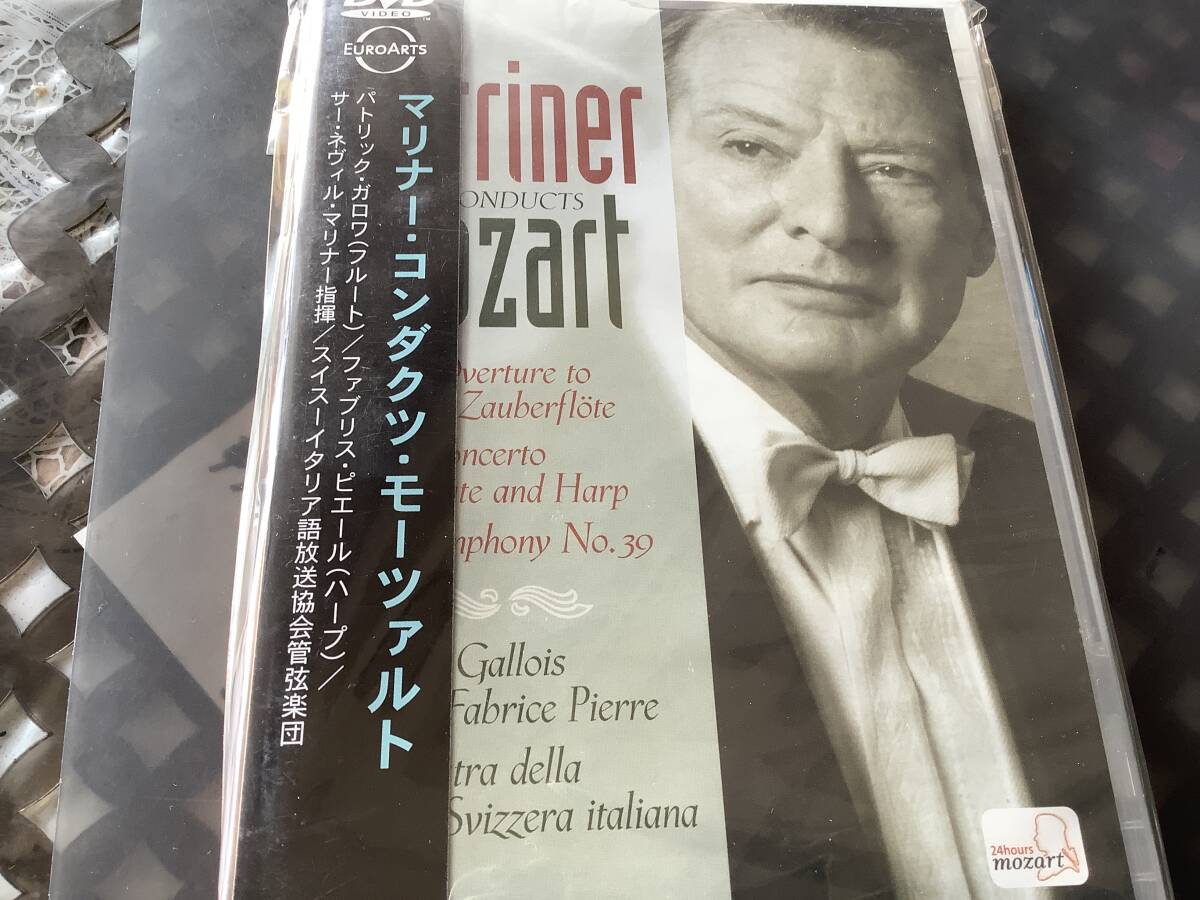 DVD
VIDEO
EUROARTS
マリナー・コンダクツ・モーツァルト
パトリック・ガロワ(フルート)/ファブリス・ピエール(ハープ)/
サー・ネヴィル・マリナー指揮/スイスーイタリア語放送協会管弦楽団
riner
ONDUCTS
ozart
verture to
Zauberflöte
oncerto
te and Harp
mphony No.39
Gallois
Fabrice Pierre
tra della
Svizzera italiana
24hours
mozart